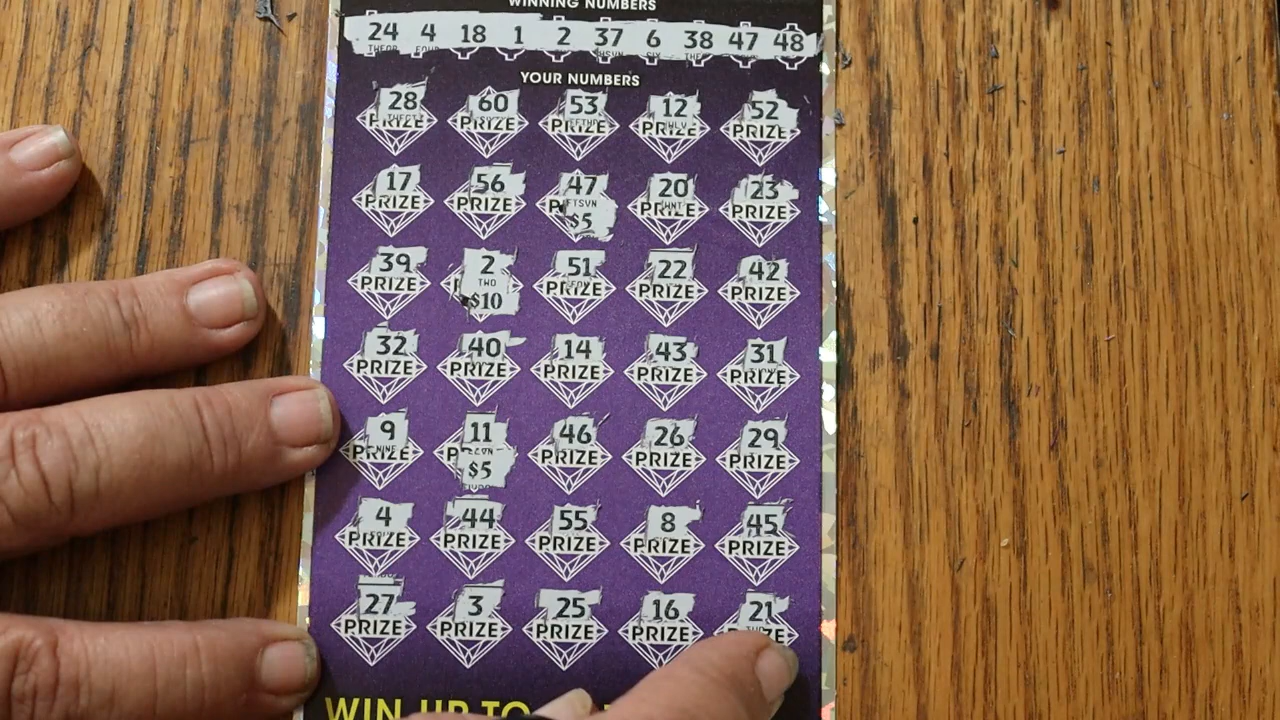 WINNING NUMBERS
24 4 18 1 2 37 6 38 47 48
YOUR NUMBERS
28 60 53 12 52
PRIZE PRIZE PRIZE PRIZE PRIZE
17 56 47 20 23
PRIZE PRIZE FTSVN PRIZE PRIZE
$5
39 2 51 22 42
PRIZE TWO PRIZE PRIZE PRIZE
$10
32 40 14 43 31
PRIZE PRIZE PRIZE PRIZE PRIZE
9 11 46 26 29
PRIZE PRIZE PRIZE PRIZE
$5
4 44 55 8 45
PRIZE PRIZE PRIZE PRIZE PRIZE
27 3 25 16 21
PRIZE PRIZE PRIZE PRIZE
WIN UP TO